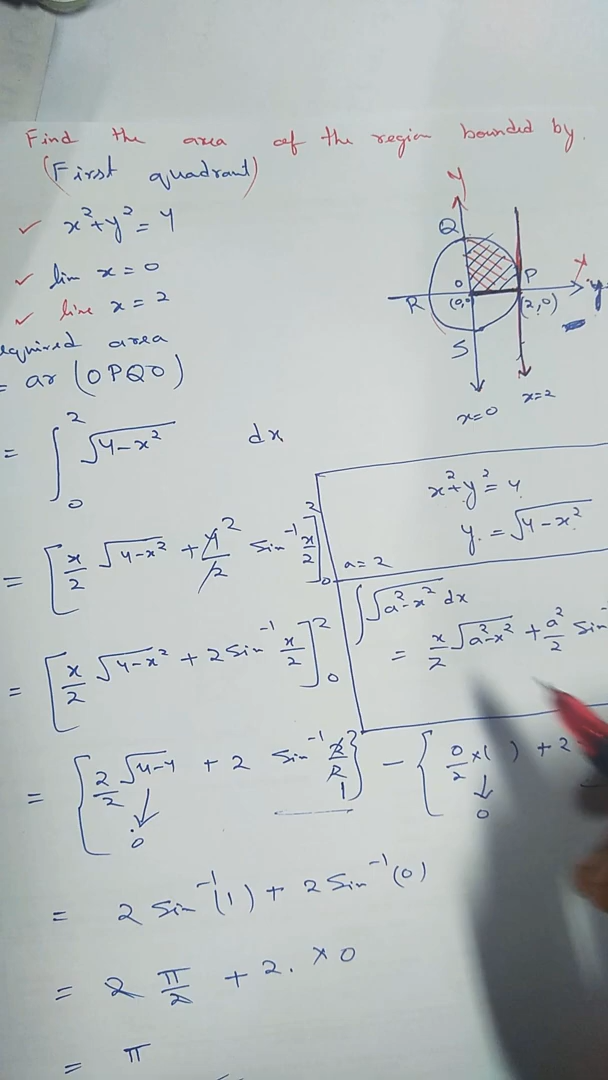 Find the area of the region bounded by.
(First quadrant)
✓ x²+y² = 4
✓ line x = 0
✓ line x = 2
equired area
= ar (OPQO)
y
Q
O
P
x
R
(0,0
(2,0)
y
S
x=0
x=2
= ∫₀² √4-x² dx
x²+y² = 4
y. = √4-x²
= [x/2 √4-x² + 4/2 2 sin⁻¹ x/2]₀²
a = 2
∫√a²-x² dx
= x/2 √a²-x² + a²/2 sin⁻
= [x/2 √4-x² + 2 sin⁻¹ x/2]₀²
= {2/2 √4-4 + 2 sin⁻¹ 2/2} - {0/2 ×( ) + 2
↓ 0
1
↓ 0
= 2 sin⁻¹(1) + 2 sin⁻¹(0)
= 2 π/2 + 2. × 0
= π